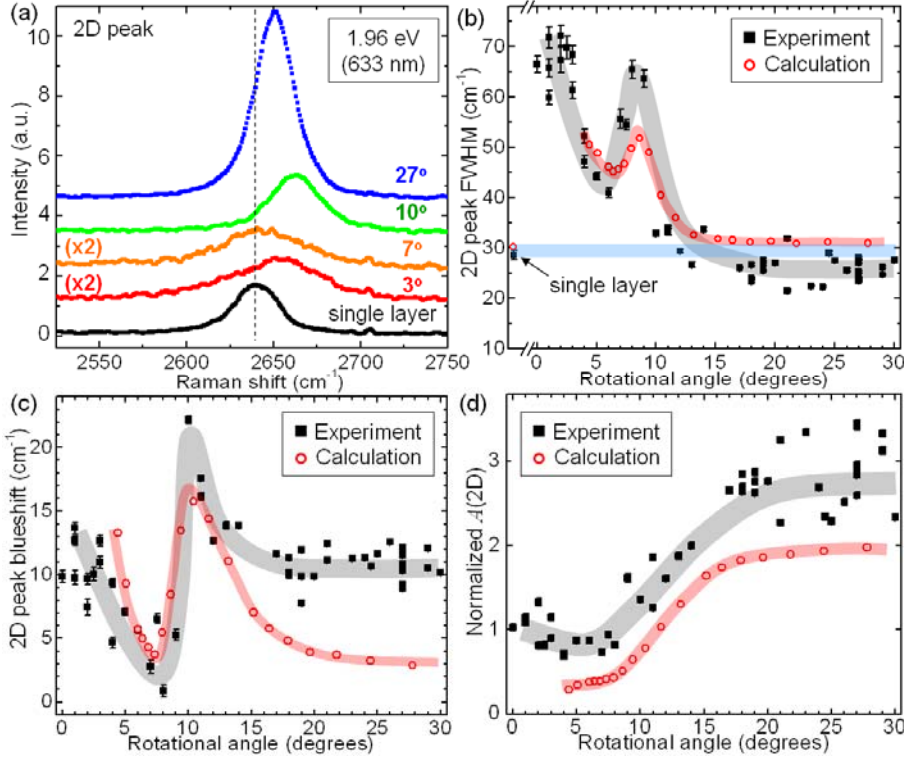 (a)
2D peak
1.96 eV
(633 nm)
27º
10º
(x2)
7º
(x2)
3º
single layer
Intensity (a.u.)
0
2
4
6
8
10
2550
2600
2650
2700
2750
Raman shift (cm⁻¹)
(b)
Experiment
Calculation
single layer
2D peak FWHM (cm⁻¹)
10
20
30
40
50
60
70
0
5
10
15
20
25
30
Rotational angle (degrees)
(c)
Experiment
Calculation
2D peak blueshift (cm⁻¹)
0
5
10
15
20
0
5
10
15
20
25
30
Rotational angle (degrees)
(d)
Experiment
Calculation
Normalized A(2D)
0
1
2
3
0
5
10
15
20
25
30
Rotational angle (degrees)